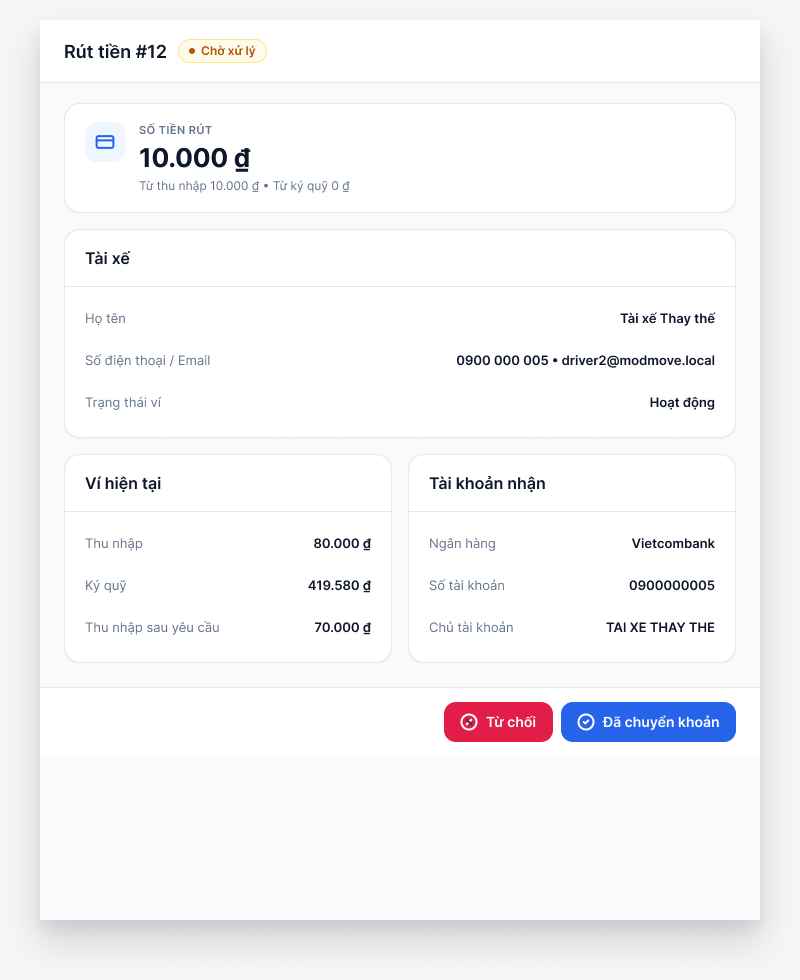 Rút tiền #12
Chờ xử lý
SỐ TIỀN RÚT
10.000 ₫
Từ thu nhập 10.000 ₫ • Từ ký quỹ 0 ₫
Tài xế
Họ tên Tài xế Thay thế
Số điện thoại / Email 0900 000 005 • driver2@modmove.local
Trạng thái ví Hoạt động
Ví hiện tại
Thu nhập 80.000 ₫
Ký quỹ 419.580 ₫
Thu nhập sau yêu cầu 70.000 ₫
Tài khoản nhận
Ngân hàng Vietcombank
Số tài khoản 0900000005
Chủ tài khoản TAI XE THAY THE
Từ chối
Đã chuyển khoản